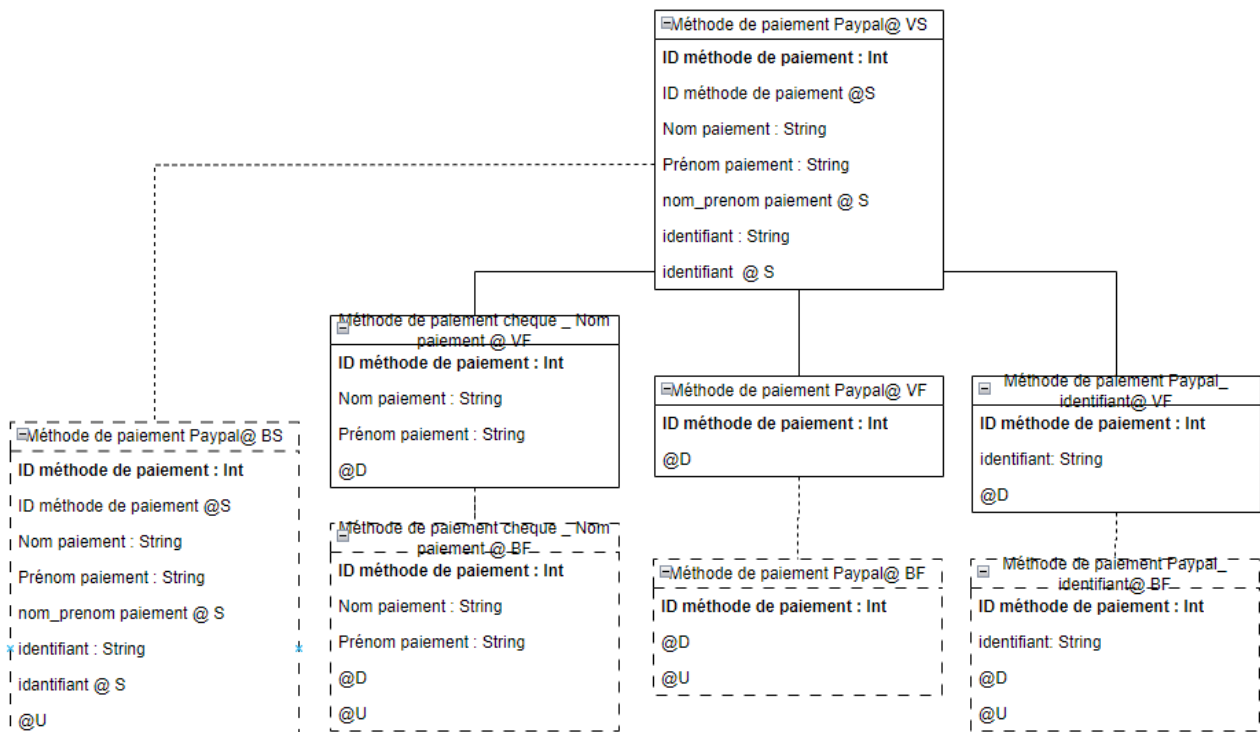 Méthode de paiement Paypal@ VS
ID méthode de paiement : Int
ID méthode de paiement @S
Nom paiement : String
Prénom paiement : String
nom_prenom paiement @ S
identifiant : String
identifiant @ S
Méthode de paiement cheque _ Nom
paiement @ VF
ID méthode de paiement : Int
Nom paiement : String
Prénom paiement : String
@D
Méthode de paiement Paypal@ VF
ID méthode de paiement : Int
@D
Méthode de paiement Paypal_
identifiant@ VF
ID méthode de paiement : Int
identifiant: String
@D
Méthode de paiement Paypal@ BS
ID méthode de paiement : Int
ID méthode de paiement @S
Nom paiement : String
Prénom paiement : String
nom_prenom paiement @ S
identifiant : String
idantifiant @ S
@U
Méthode de paiement cheque _ Nom
paiement @ BF
ID méthode de paiement : Int
Nom paiement : String
Prénom paiement : String
@D
@U
Méthode de paiement Paypal@ BF
ID méthode de paiement : Int
@D
@U
Méthode de paiement Paypal_
identifiant@ BF
ID méthode de paiement : Int
identifiant: String
@D
@U